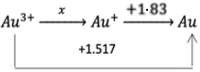 x +1·83
Au³⁺ → Au⁺ → Au
+1.517